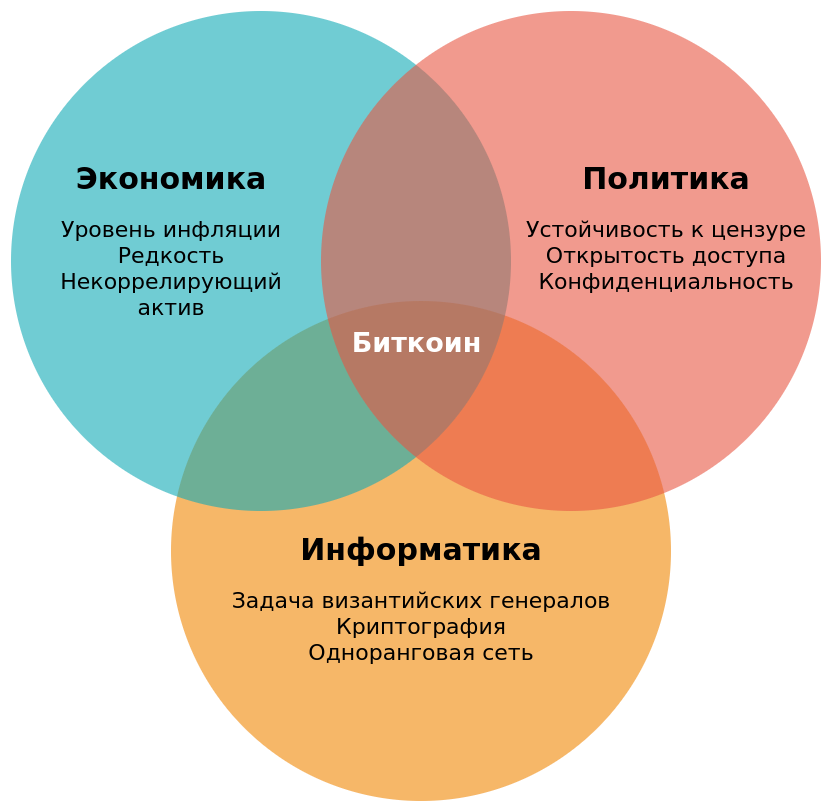 Экономика
Уровень инфляции
Редкость
Некоррелирующий
актив
Политика
Устойчивость к цензуре
Открытость доступа
Конфиденциальность
Биткоин
Информатика
Задача византийских генералов
Криптография
Одноранговая сеть